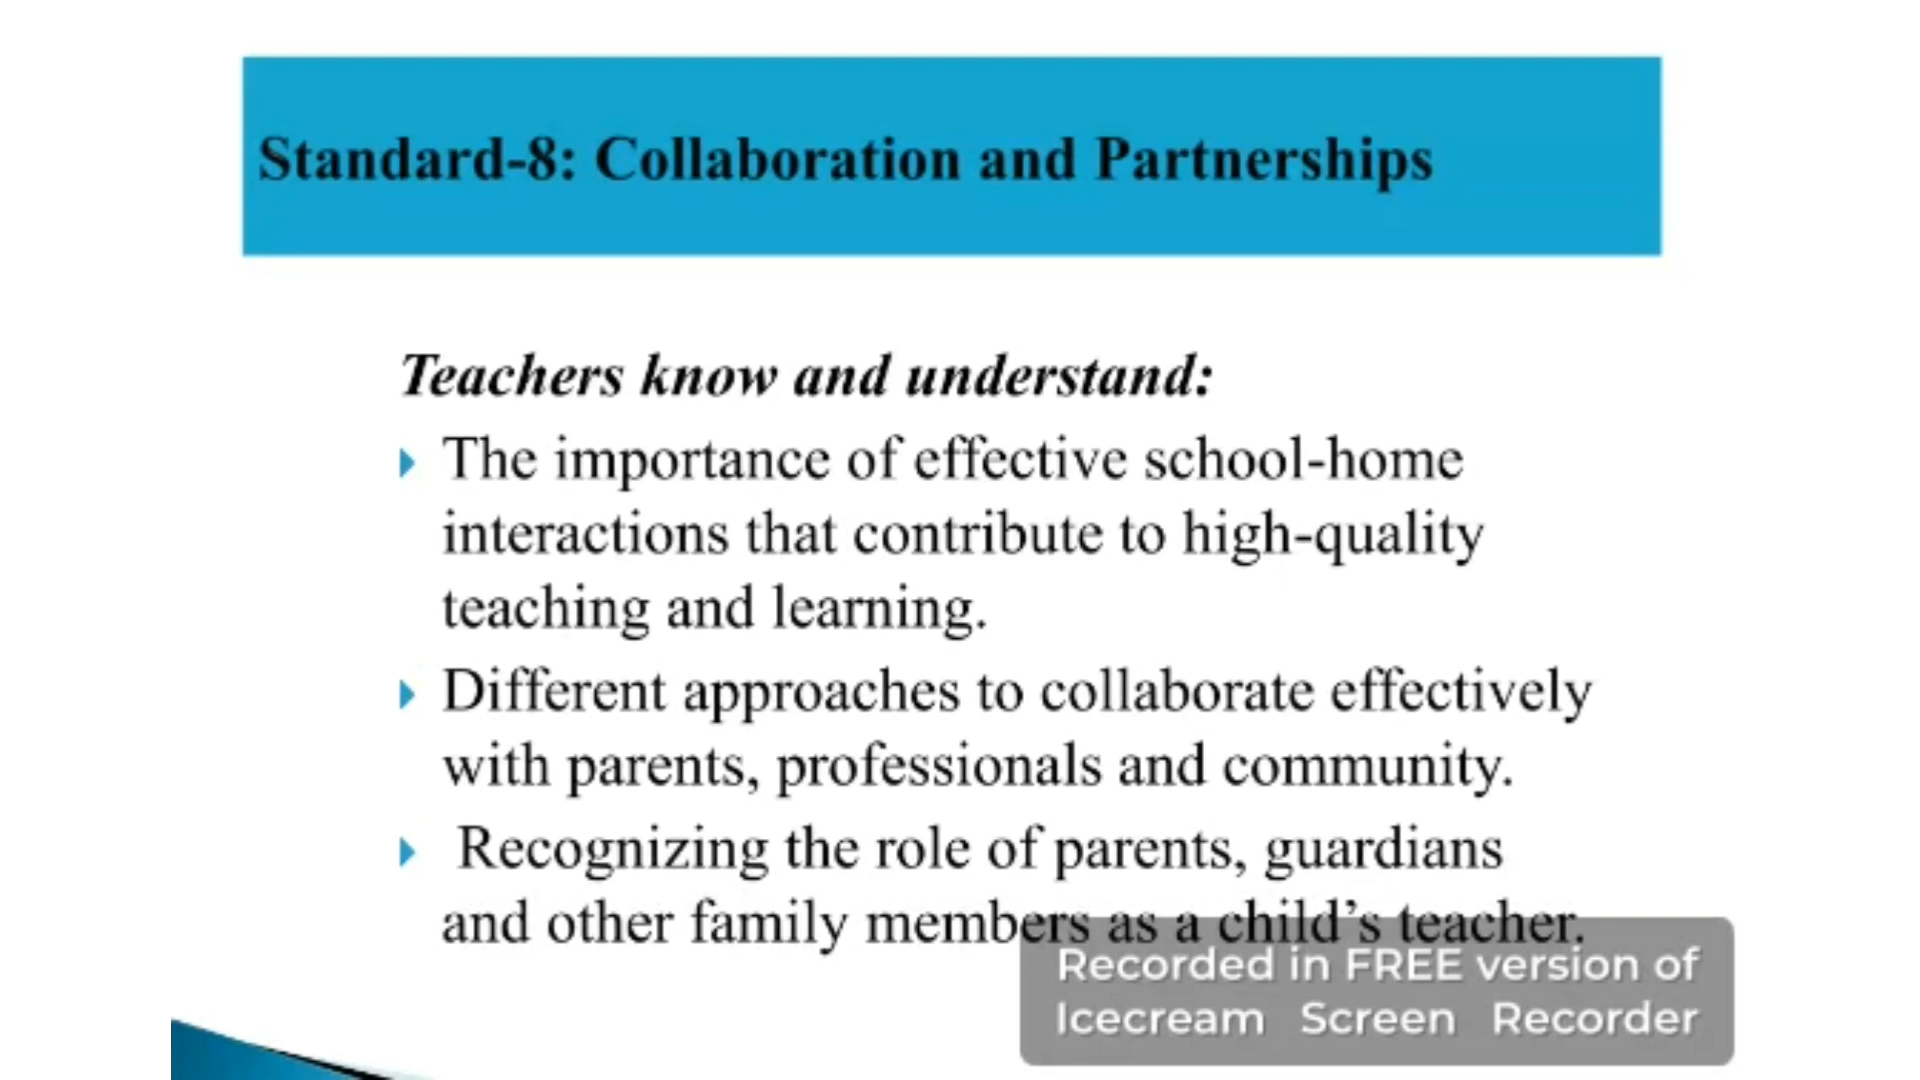 Standard-8: Collaboration and Partnerships
Teachers know and understand:
The importance of effective school-home
interactions that contribute to high-quality
teaching and learning.
Different approaches to collaborate effectively
with parents, professionals and community.
Recognizing the role of parents, guardians
and other family members as a child’s teacher.
Recorded in FREE version of
Icecream Screen Recorder